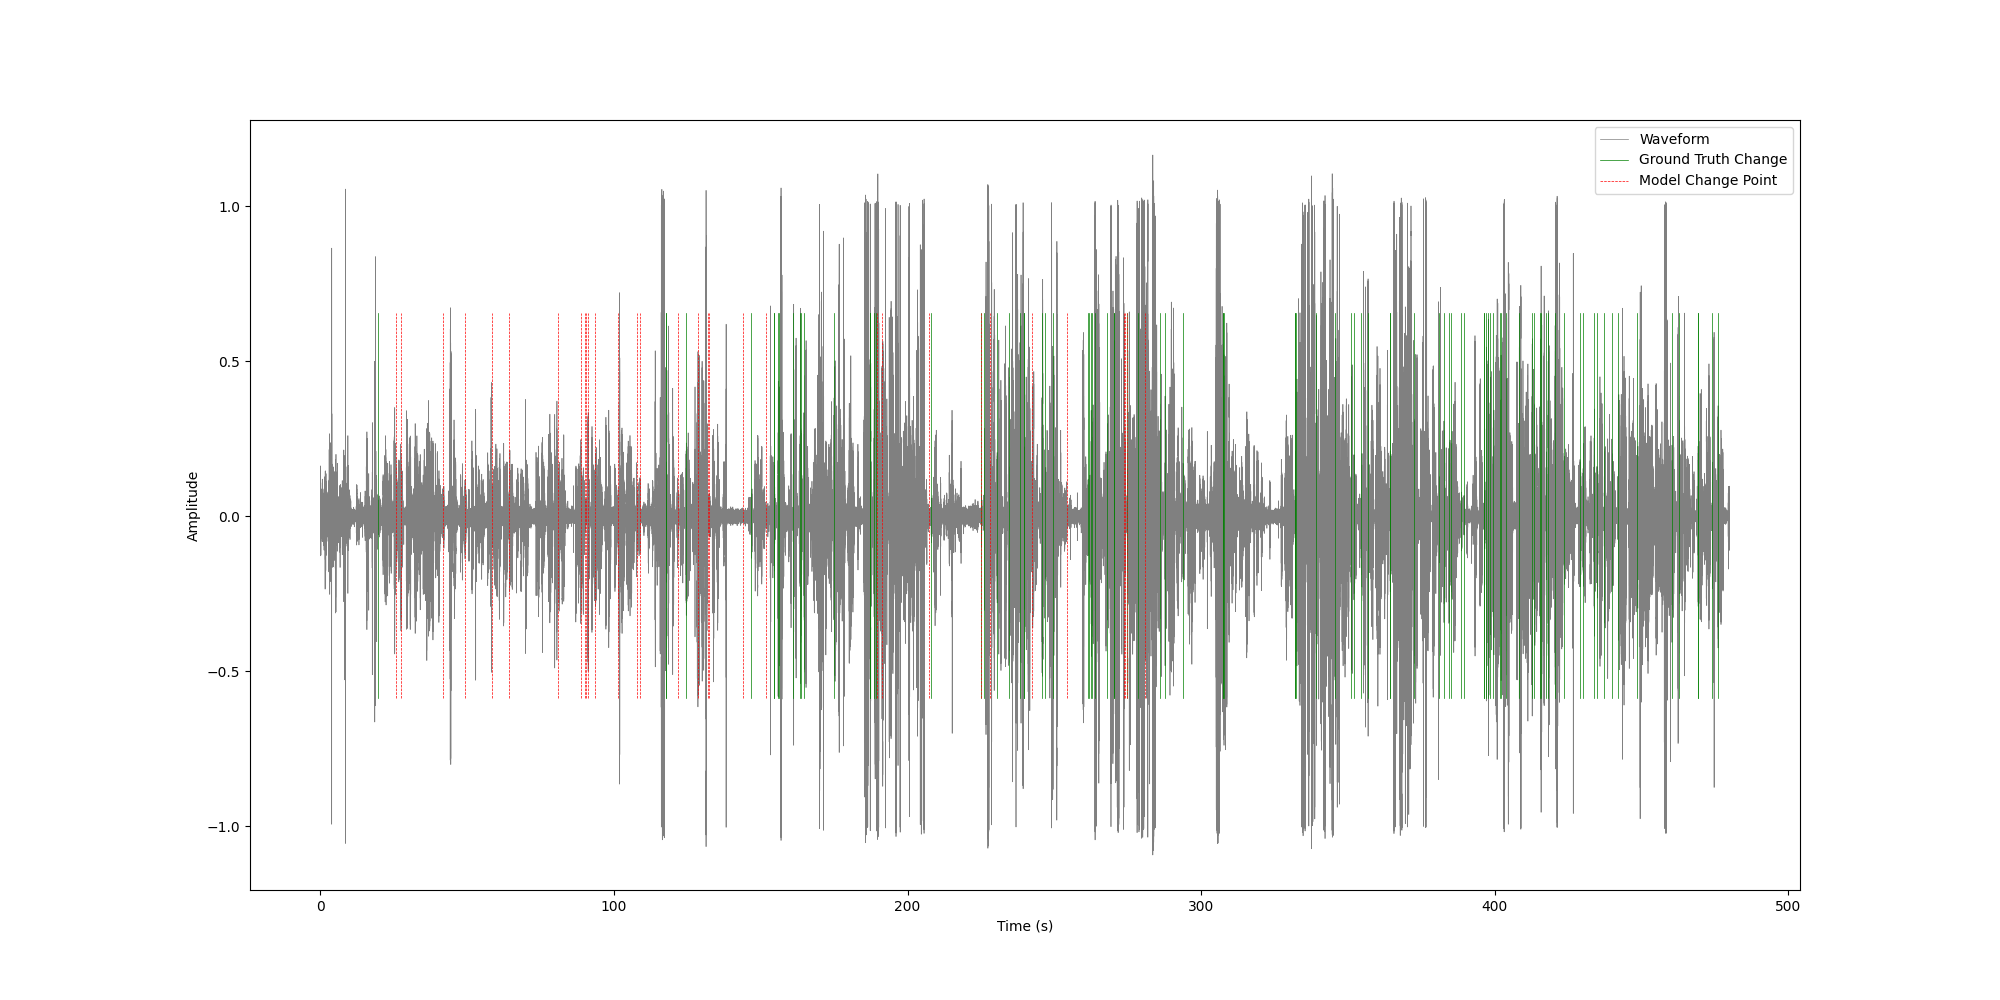 Waveform
Ground Truth Change
Model Change Point
1.0
0.5
0.0
−0.5
−1.0
Amplitude
0 100 200 300 400 500
Time (s)